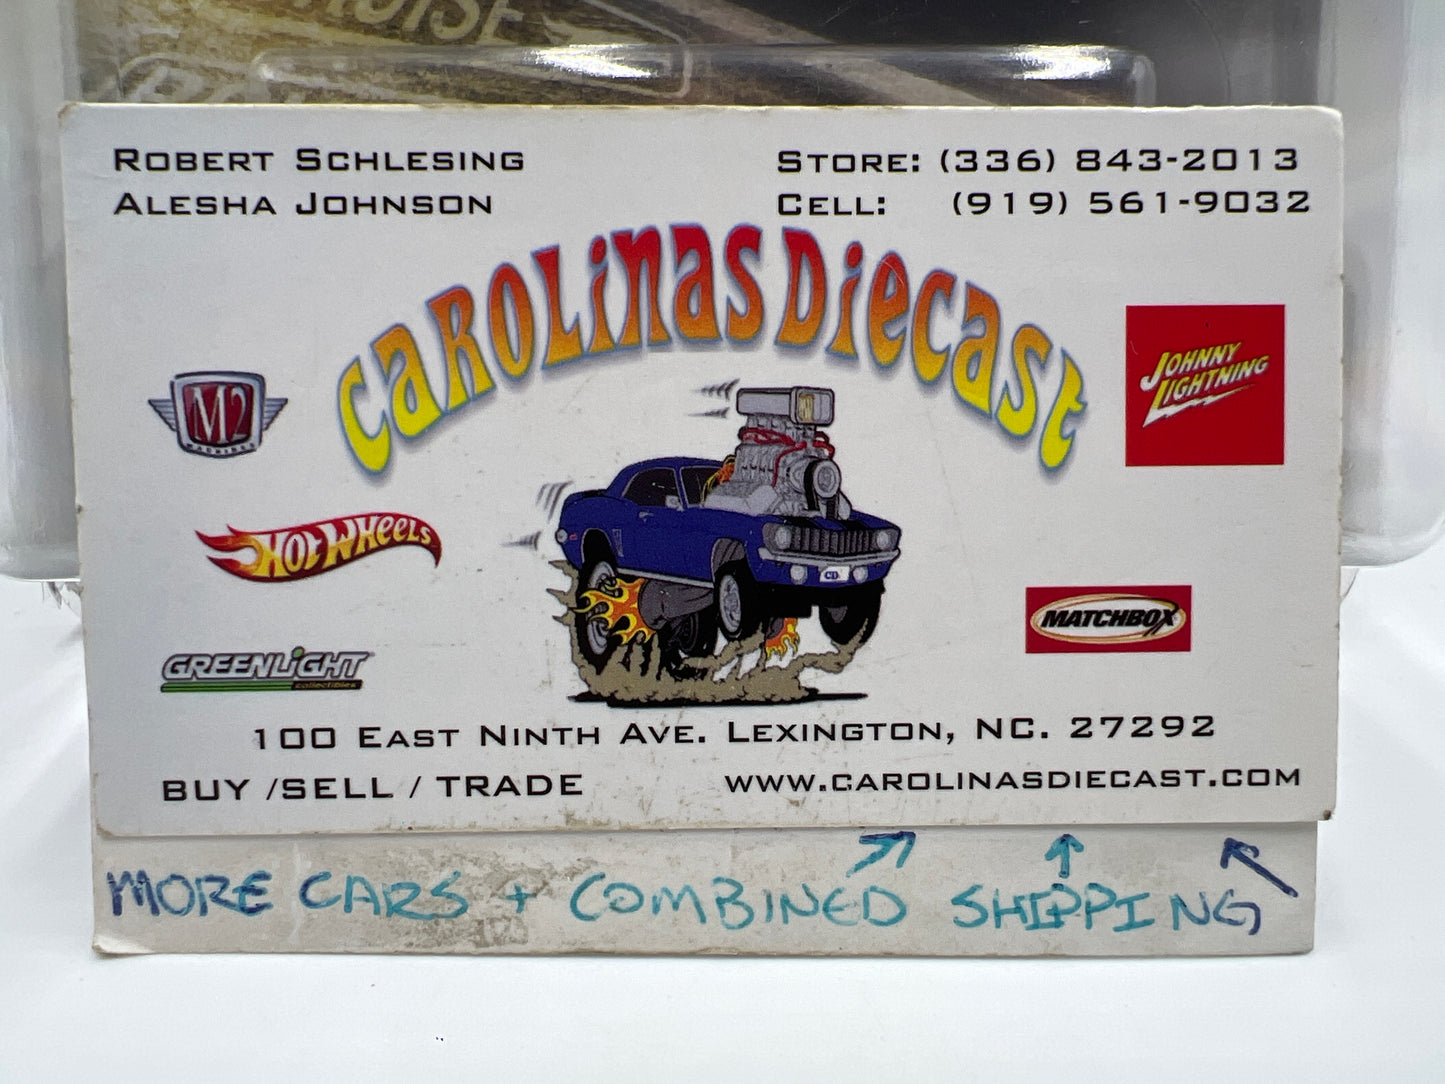 ROBERT SCHLESING
ALESHA JOHNSON
STORE: (336) 843-2013
CELL: (919) 561-9032
CAROLINAS DIECAST
M2
MACHINES
JOHNNY
LIGHTNING
HOT WHEELS
MATCHBOX
GREENLIGHT
collectibles
100 EAST NINTH AVE. LEXINGTON, NC. 27292
BUY /SELL / TRADE
WWW.CAROLINASDIECAST.COM
MORE CARS + COMBINED SHIPPING